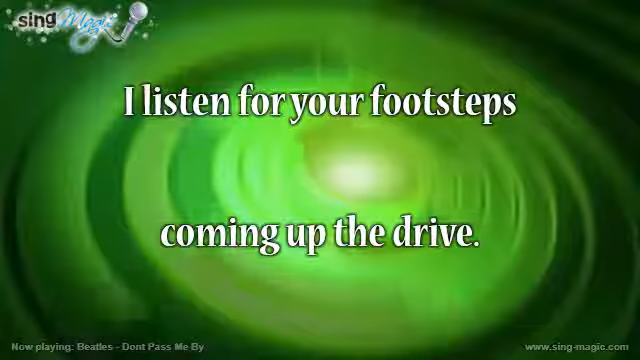 sing Magic
I listen for your footsteps
coming up the drive.
Now playing: Beatles - Dont Pass Me By
www.sing-magic.com